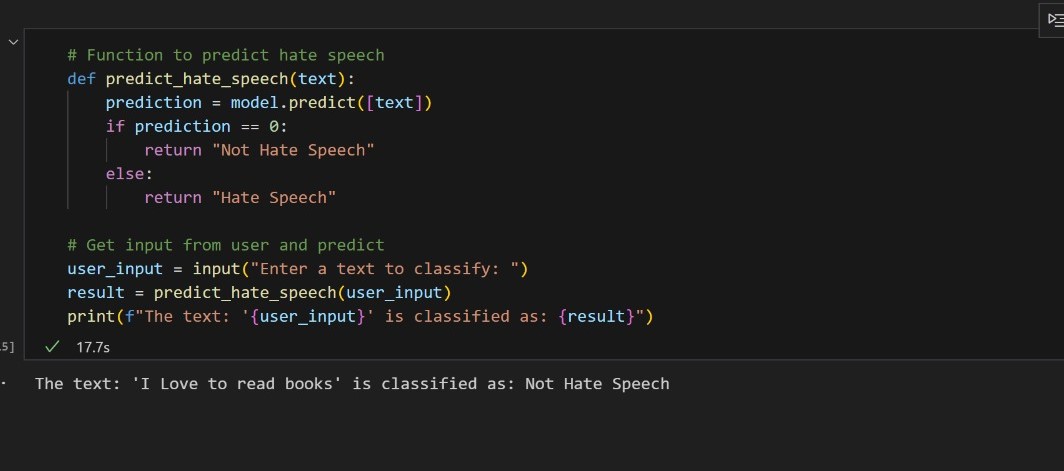 # Function to predict hate speech
def predict_hate_speech(text):
    prediction = model.predict([text])
    if prediction == 0:
        return "Not Hate Speech"
    else:
        return "Hate Speech"

# Get input from user and predict
user_input = input("Enter a text to classify: ")
result = predict_hate_speech(user_input)
print(f"The text: '{user_input}' is classified as: {result}")
5] 17.7s
The text: 'I Love to read books' is classified as: Not Hate Speech